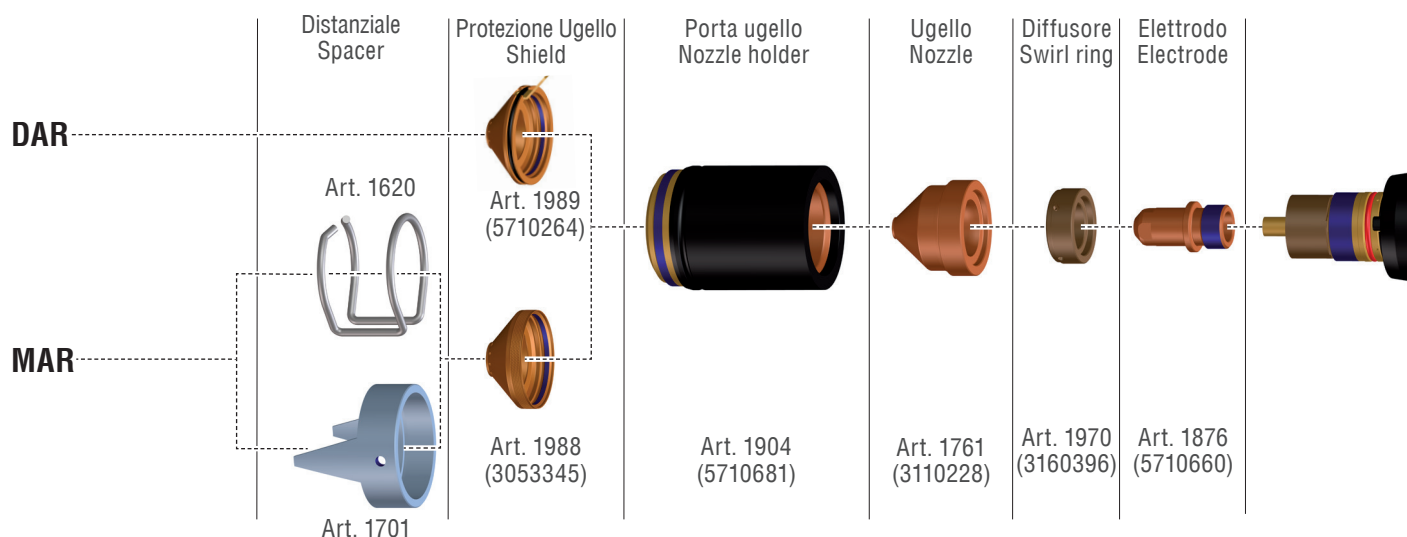 Distanziale
Spacer
Protezione Ugello
Shield
Porta ugello
Nozzle holder
Ugello
Nozzle
Diffusore
Swirl ring
Elettrodo
Electrode
DAR
Art. 1620
Art. 1989
(5710264)
MAR
Art. 1701
Art. 1988
(3053345)
Art. 1904
(5710681)
Art. 1761
(3110228)
Art. 1970
(3160396)
Art. 1876
(5710660)